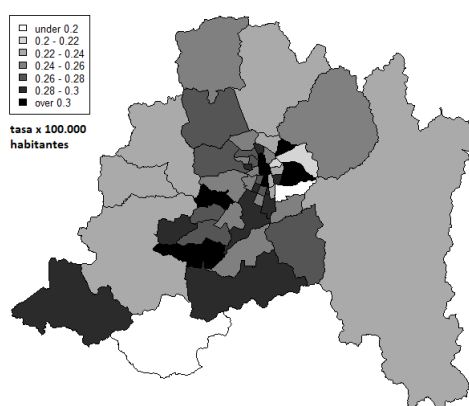 under 0.2
0.2 - 0.22
0.22 - 0.24
0.24 - 0.26
0.26 - 0.28
0.28 - 0.3
over 0.3
tasa x 100.000
habitantes